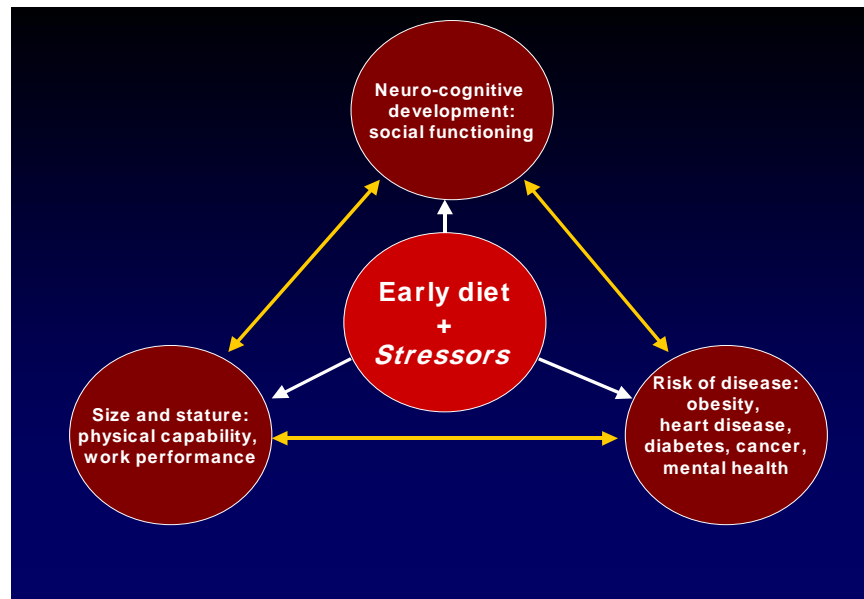 Neuro-cognitive
development:
social functioning
Early diet
+
Stressors
Size and stature:
physical capability,
work performance
Risk of disease:
obesity,
heart disease,
diabetes, cancer,
mental health